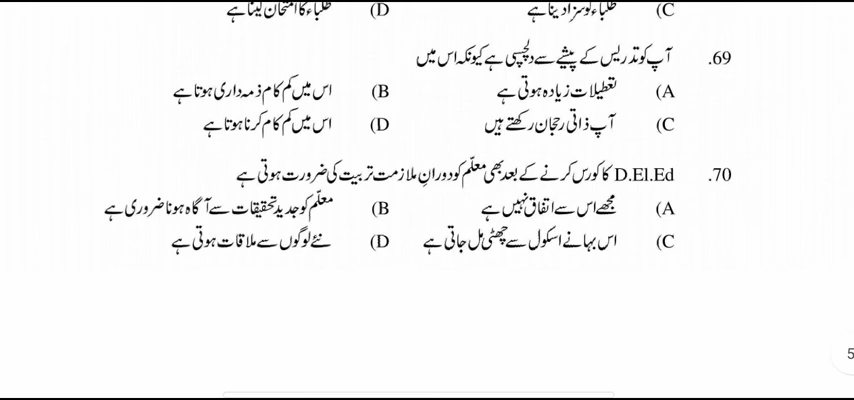 C) طلباء کو سزا دینا ہے D) طلباء کا امتحان لینا ہے
69. آپ کو تدریس کے پیشے سے دلچسپی ہے کیونکہ اس میں
A) تعطیلات زیادہ ہوتی ہے B) اس میں کم کام ذمہ داری ہوتا ہے
C) آپ ذاتی رجحان رکھتے ہیں D) اس میں کم کام کرنا ہوتا ہے
70. D.El.Ed کا کورس کرنے کے بعد بھی معلّم کو دورانِ ملازمت تربیت کی ضرورت ہوتی ہے
A) مجھے اس سے اتفاق نہیں ہے B) معلّم کو جدید تحقیقات سے آگاہ ہونا ضروری ہے
C) اس بہانے اسکول سے چھٹی مل جاتی ہے D) نئے لوگوں سے ملاقات ہوتی ہے
5